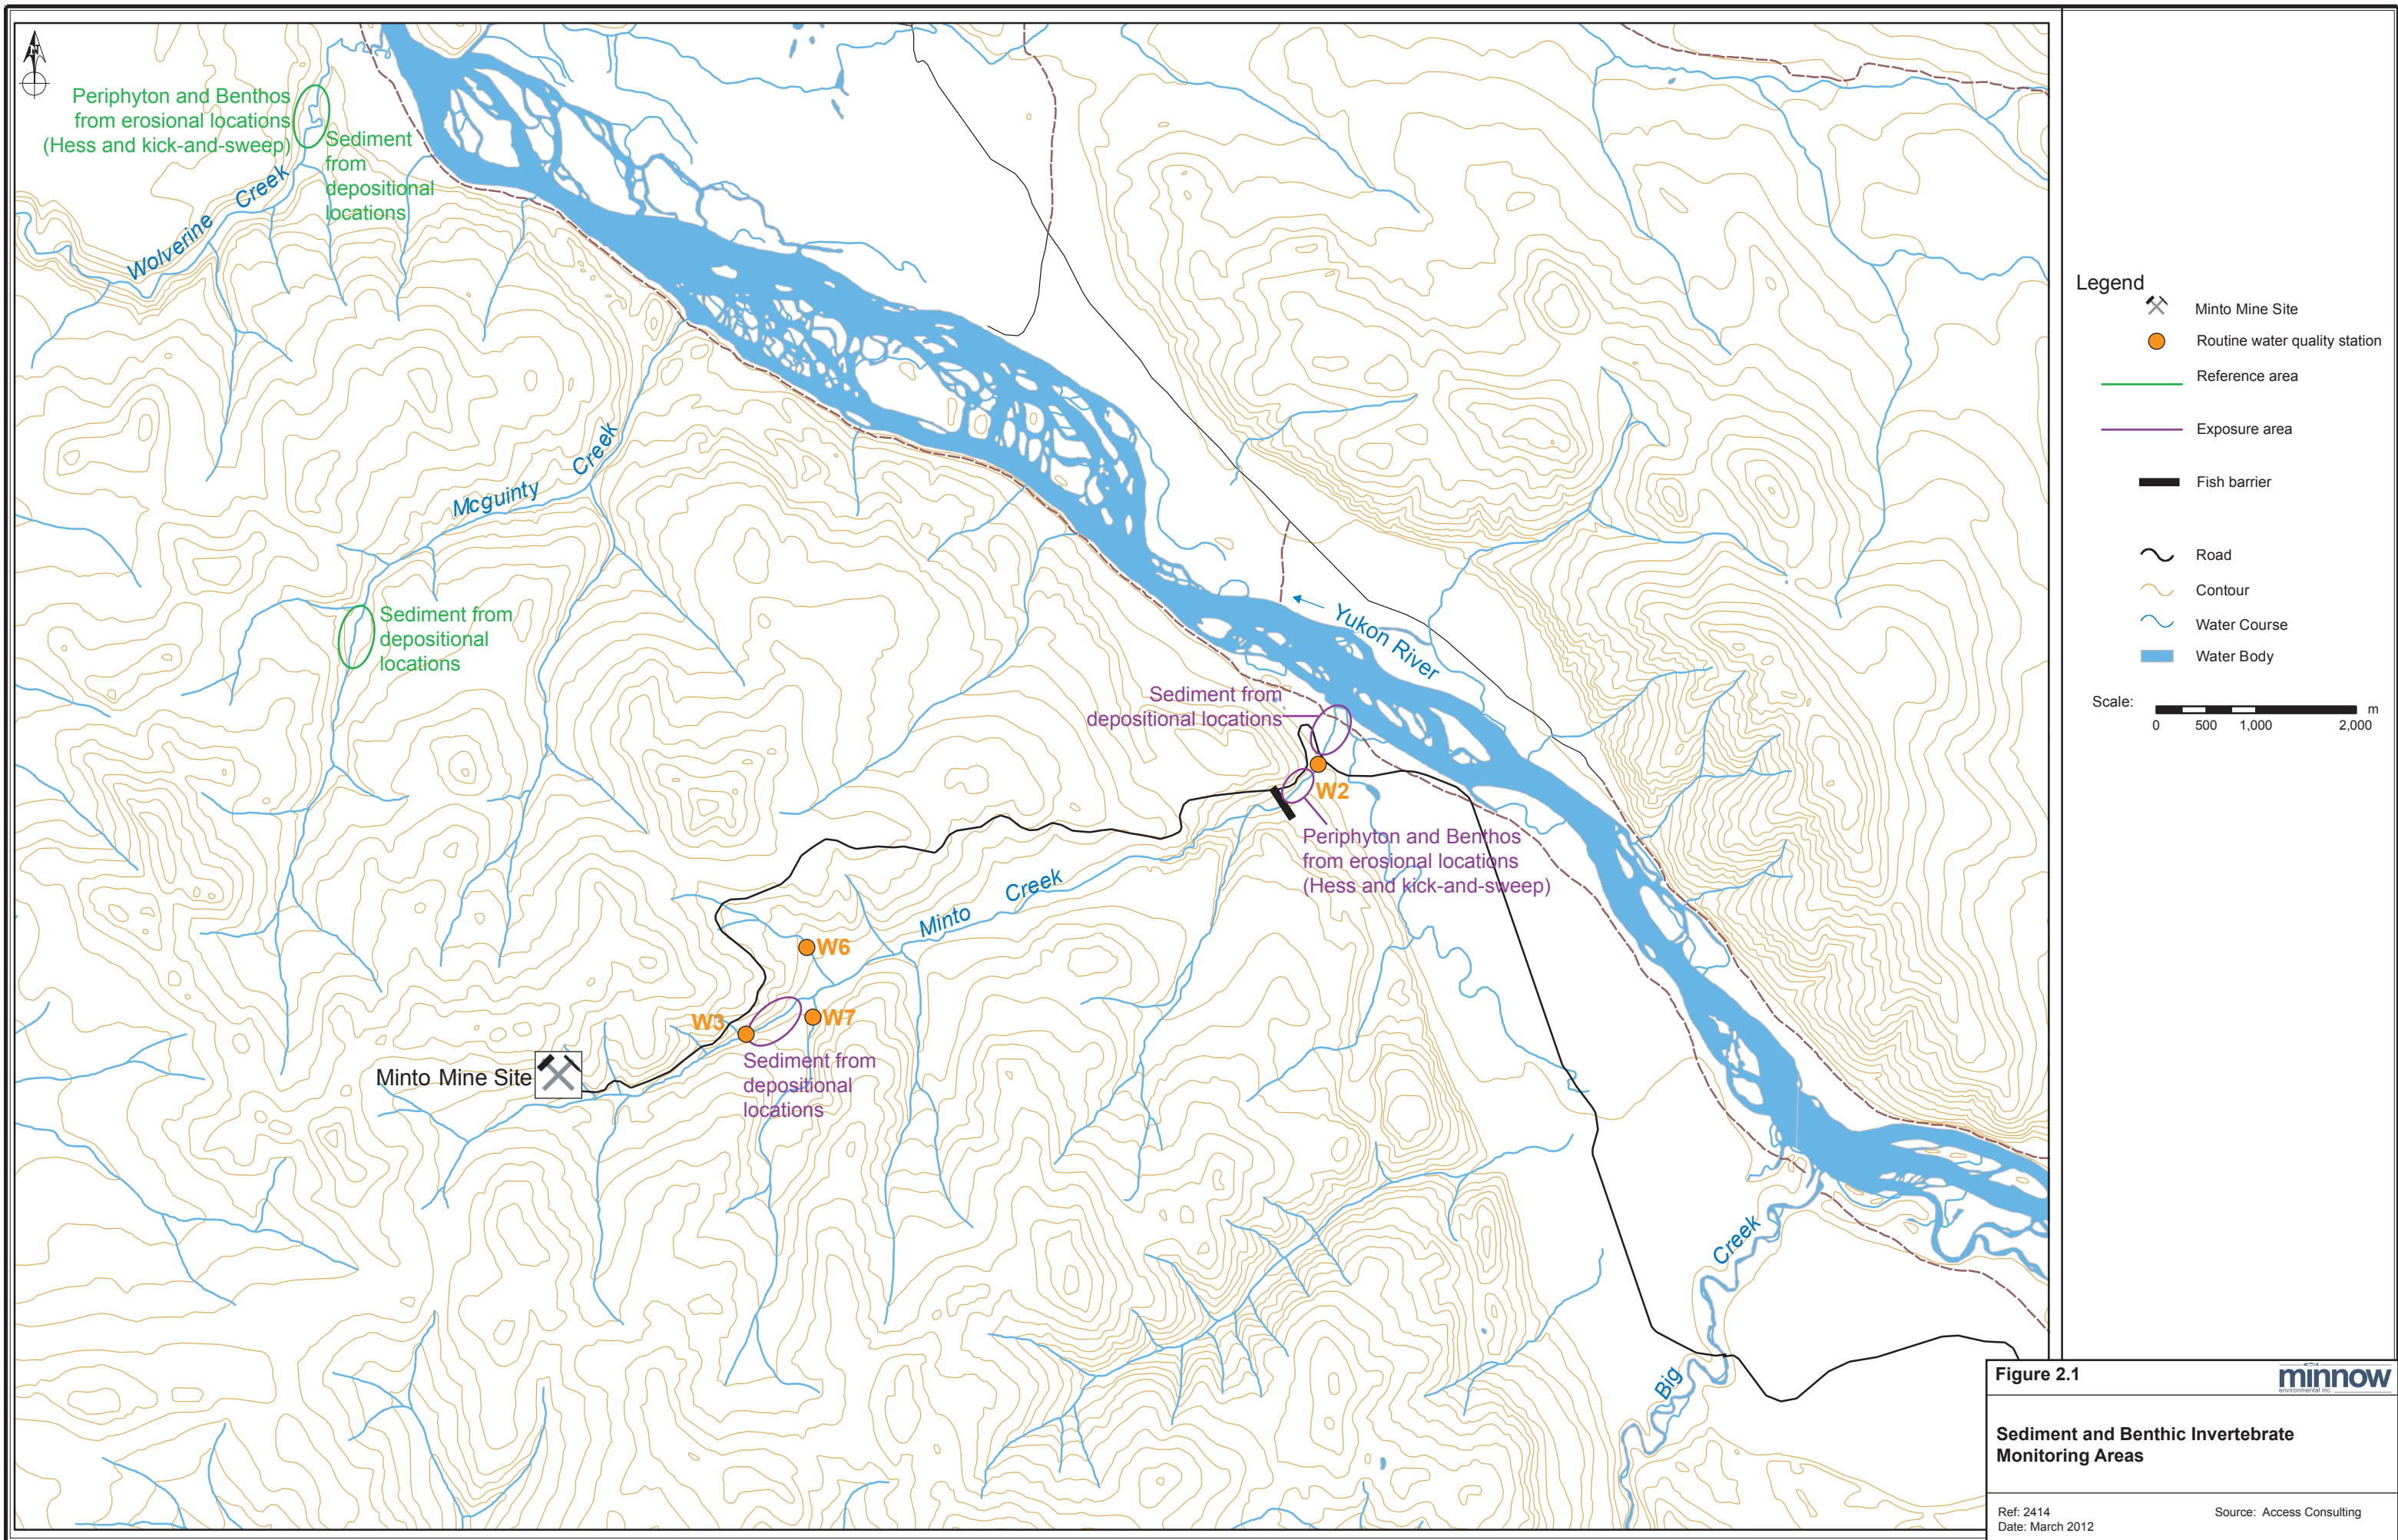 N
Periphyton and Benthos
from erosional locations
(Hess and kick-and-sweep)
Sediment
from
depositional
locations
Wolverine Creek
Mcguinty Creek
Sediment from
depositional
locations
Yukon River
Sediment from
depositional locations
W2
Periphyton and Benthos
from erosional locations
(Hess and kick-and-sweep)
Minto Creek
W6
W7
W3
Sediment from
depositional
locations
Minto Mine Site
Big Creek
Legend
Minto Mine Site
Routine water quality station
Reference area
Exposure area
Fish barrier
Road
Contour
Water Course
Water Body
Scale:
m
0 500 1,000 2,000
Figure 2.1
minnow
environmental inc.
Sediment and Benthic Invertebrate
Monitoring Areas
Ref: 2414
Source: Access Consulting
Date: March 2012